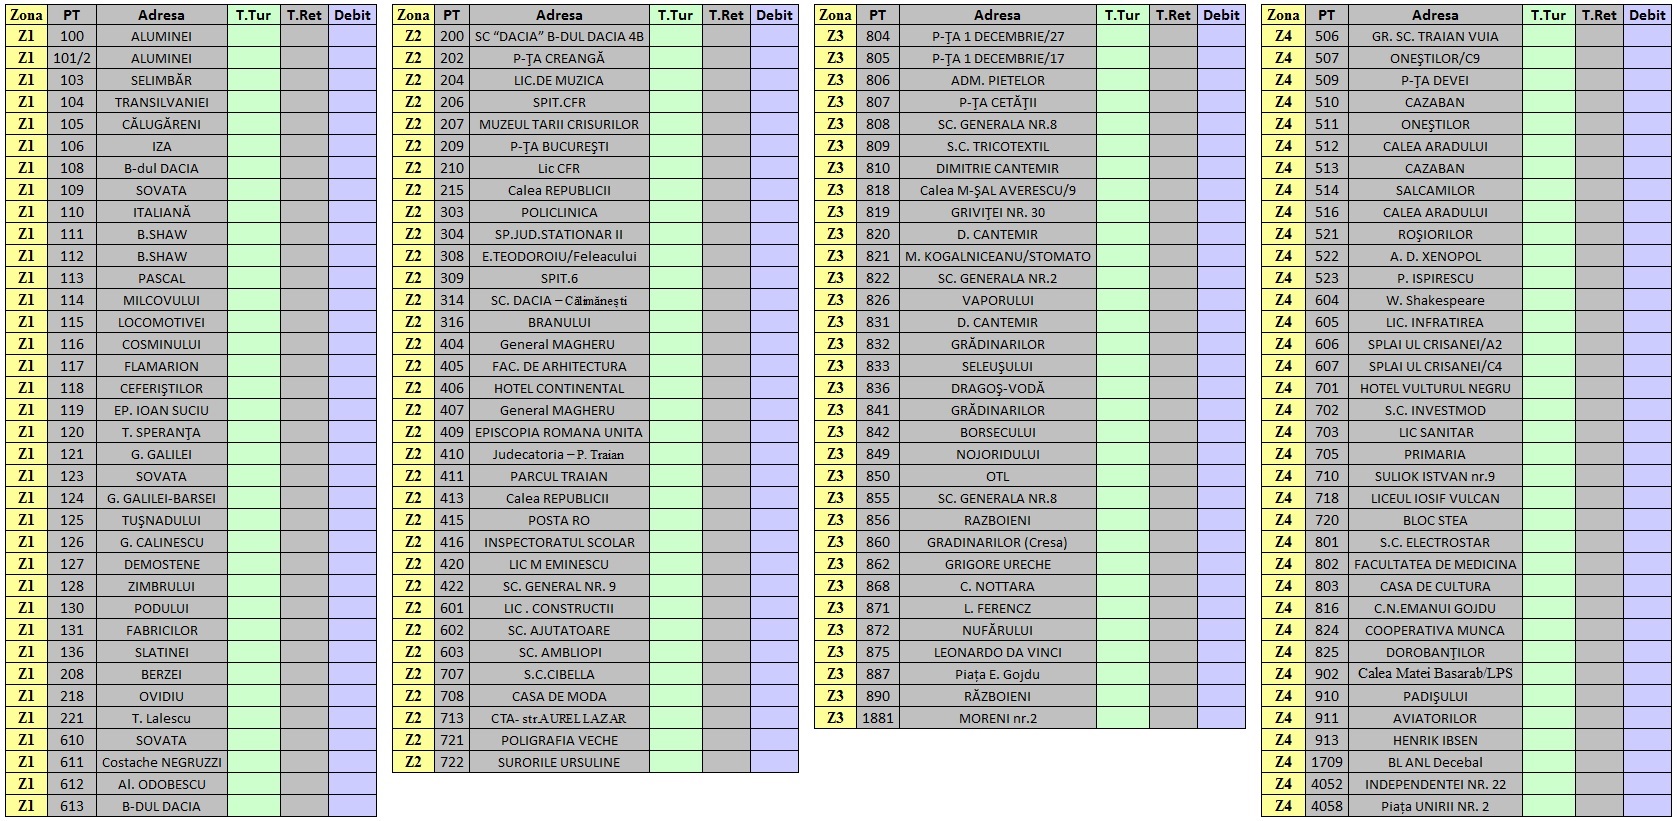 Zona PT Adresa T.Tur T.Ret Debit
Z1 100 ALUMINEI
Z1 101/2 ALUMINEI
Z1 103 SELIMBĂR
Z1 104 TRANSILVANIEI
Z1 105 CĂLUGĂRENI
Z1 106 IZA
Z1 108 B-dul DACIA
Z1 109 SOVATA
Z1 110 ITALIANĂ
Z1 111 B.SHAW
Z1 112 B.SHAW
Z1 113 PASCAL
Z1 114 MILCOVULUI
Z1 115 LOCOMOTIVEI
Z1 116 COSMINULUI
Z1 117 FLAMARION
Z1 118 CEFERIŞTILOR
Z1 119 EP. IOAN SUCIU
Z1 120 T. SPERANŢA
Z1 121 G. GALILEI
Z1 123 SOVATA
Z1 124 G. GALILEI-BARSEI
Z1 125 TUŞNADULUI
Z1 126 G. CALINESCU
Z1 127 DEMOSTENE
Z1 128 ZIMBRULUI
Z1 130 PODULUI
Z1 131 FABRICILOR
Z1 136 SLATINEI
Z1 208 BERZEI
Z1 218 OVIDIU
Z1 221 T. Lalescu
Z1 610 SOVATA
Z1 611 Costache NEGRUZZI
Z1 612 Al. ODOBESCU
Z1 613 B-DUL DACIA
Zona PT Adresa T.Tur T.Ret Debit
Z2 200 SC “DACIA” B-DUL DACIA 4B
Z2 202 P-ŢA CREANGĂ
Z2 204 LIC.DE MUZICA
Z2 206 SPIT.CFR
Z2 207 MUZEUL TARII CRISURILOR
Z2 209 P-ŢA BUCUREŞTI
Z2 210 Lic CFR
Z2 215 Calea REPUBLICII
Z2 303 POLICLINICA
Z2 304 SP.JUD.STATIONAR II
Z2 308 E.TEODOROIU/Feleacului
Z2 309 SPIT.6
Z2 314 SC. DACIA – Călimănești
Z2 316 BRANULUI
Z2 404 General MAGHERU
Z2 405 FAC. DE ARHITECTURA
Z2 406 HOTEL CONTINENTAL
Z2 407 General MAGHERU
Z2 409 EPISCOPIA ROMANA UNITA
Z2 410 Judecatoria – P. Traian
Z2 411 PARCUL TRAIAN
Z2 413 Calea REPUBLICII
Z2 415 POSTA RO
Z2 416 INSPECTORATUL SCOLAR
Z2 420 LIC M EMINESCU
Z2 422 SC. GENERAL NR. 9
Z2 601 LIC . CONSTRUCTII
Z2 602 SC. AJUTATOARE
Z2 603 SC. AMBLIOPI
Z2 707 S.C.CIBELLA
Z2 708 CASA DE MODA
Z2 713 CTA- str.AUREL LAZAR
Z2 721 POLIGRAFIA VECHE
Z2 722 SURORILE URSULINE
Zona PT Adresa T.Tur T.Ret Debit
Z3 804 P-ŢA 1 DECEMBRIE/27
Z3 805 P-ŢA 1 DECEMBRIE/17
Z3 806 ADM. PIETELOR
Z3 807 P-ŢA CETĂŢII
Z3 808 SC. GENERALA NR.8
Z3 809 S.C. TRICOTEXTIL
Z3 810 DIMITRIE CANTEMIR
Z3 818 Calea M-ŞAL AVERESCU/9
Z3 819 GRIVIŢEI NR. 30
Z3 820 D. CANTEMIR
Z3 821 M. KOGALNICEANU/STOMATO
Z3 822 SC. GENERALA NR.2
Z3 826 VAPORULUI
Z3 831 D. CANTEMIR
Z3 832 GRĂDINARILOR
Z3 833 SELEUŞULUI
Z3 836 DRAGOŞ-VODĂ
Z3 841 GRĂDINARILOR
Z3 842 BORSECULUI
Z3 849 NOJORIDULUI
Z3 850 OTL
Z3 855 SC. GENERALA NR.8
Z3 856 RAZBOIENI
Z3 860 GRADINARILOR (Cresa)
Z3 862 GRIGORE URECHE
Z3 868 C. NOTTARA
Z3 871 L. FERENCZ
Z3 872 NUFĂRULUI
Z3 875 LEONARDO DA VINCI
Z3 887 Piața E. Gojdu
Z3 890 RĂZBOIENI
Z3 1881 MORENI nr.2
Zona PT Adresa T.Tur T.Ret Debit
Z4 506 GR. SC. TRAIAN VUIA
Z4 507 ONEŞTILOR/C9
Z4 509 P-ŢA DEVEI
Z4 510 CAZABAN
Z4 511 ONEŞTILOR
Z4 512 CALEA ARADULUI
Z4 513 CAZABAN
Z4 514 SALCAMILOR
Z4 516 CALEA ARADULUI
Z4 521 ROŞIORILOR
Z4 522 A. D. XENOPOL
Z4 523 P. ISPIRESCU
Z4 604 W. Shakespeare
Z4 605 LIC. INFRATIREA
Z4 606 SPLAI UL CRISANEI/A2
Z4 607 SPLAI UL CRISANEI/C4
Z4 701 HOTEL VULTURUL NEGRU
Z4 702 S.C. INVESTMOD
Z4 703 LIC SANITAR
Z4 705 PRIMARIA
Z4 710 SULIOK ISTVAN nr.9
Z4 718 LICEUL IOSIF VULCAN
Z4 720 BLOC STEA
Z4 801 S.C. ELECTROSTAR
Z4 802 FACULTATEA DE MEDICINA
Z4 803 CASA DE CULTURA
Z4 816 C.N.EMANUI GOJDU
Z4 824 COOPERATIVA MUNCA
Z4 825 DOROBANŢILOR
Z4 902 Calea Matei Basarab/LPS
Z4 910 PADIŞULUI
Z4 911 AVIATORILOR
Z4 913 HENRIK IBSEN
Z4 1709 BL ANL Decebal
Z4 4052 INDEPENDENTEI NR. 22
Z4 4058 Piața UNIRII NR. 2